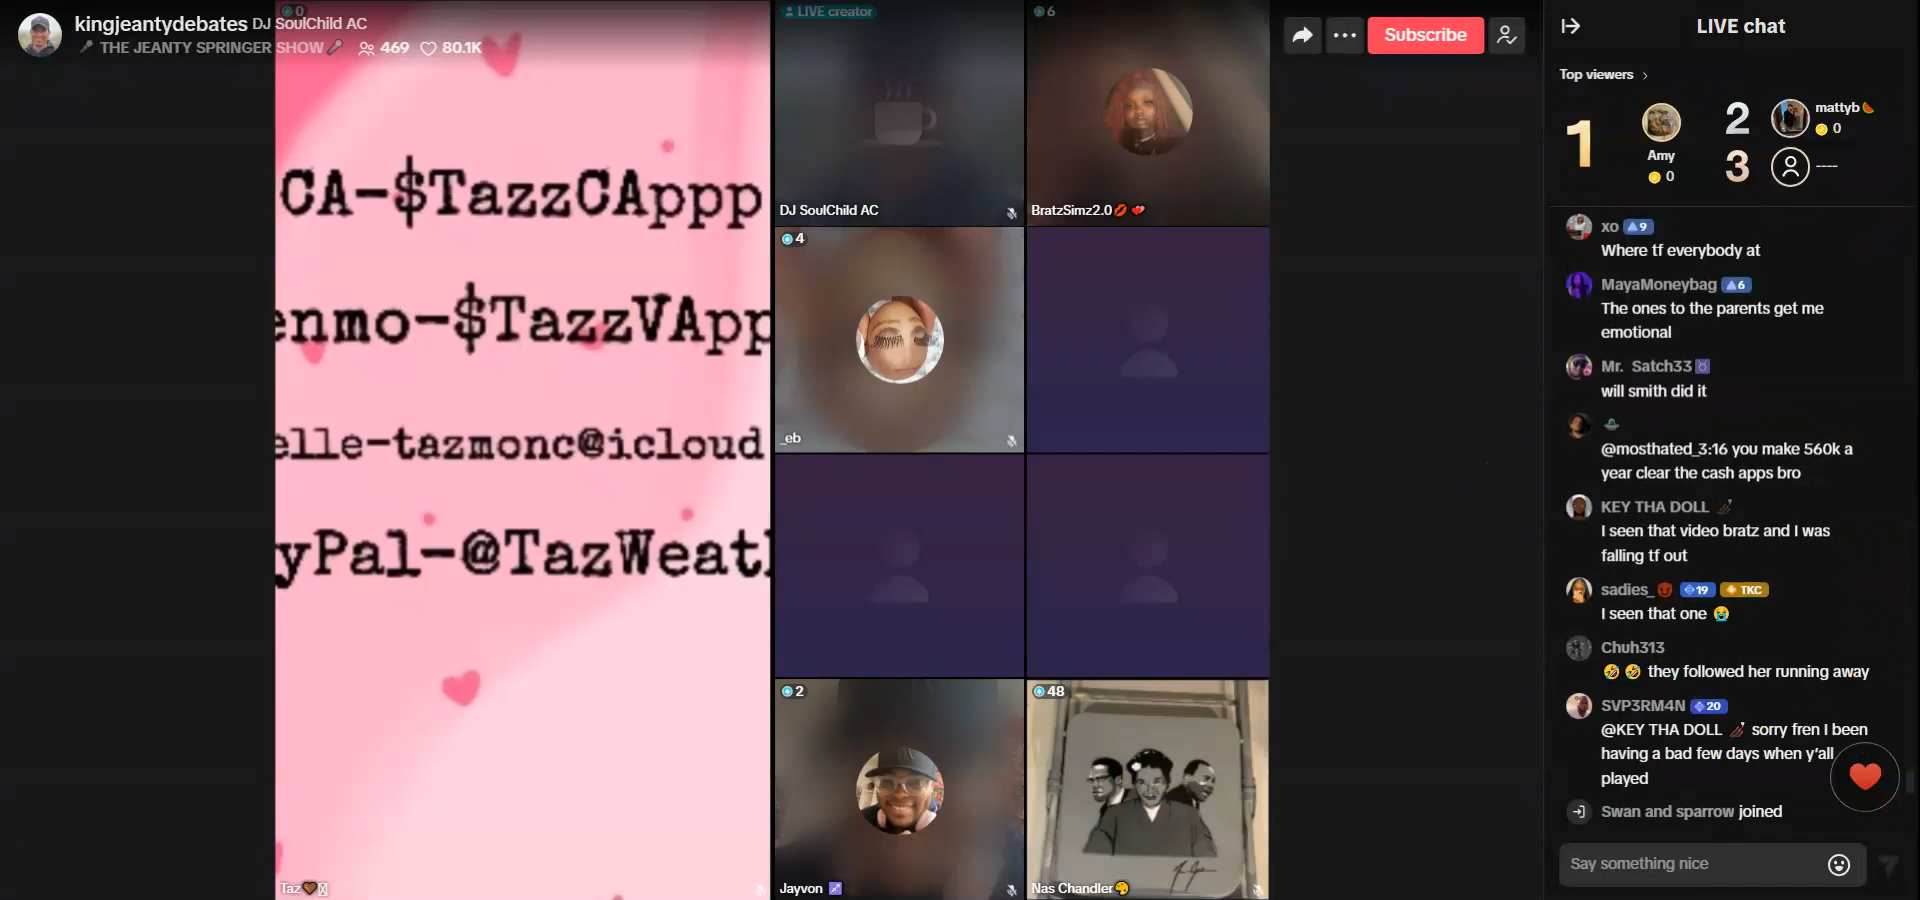 kingjeantydebates DJ SoulChild AC
THE JEANTY SPRINGER SHOW 469 80.1K
0
CA-$TazzCAppp
enmo-$TazzVApp
elle-tazmonc@icloud
yPal-@TazWeatl
Taz
LIVE creator
DJ SoulChild AC
6
BratzSimz2.0
4
_eb
2
Jayvon
48
Nas Chandler
Subscribe
LIVE chat
Top viewers
1
Amy
0
2
mattyb
0
3
----
xo 9
Where tf everybody at
MayaMoneybag 6
The ones to the parents get me
emotional
Mr. Satch33
will smith did it
@mosthated_3:16 you make 560k a
year clear the cash apps bro
KEY THA DOLL
I seen that video bratz and I was
falling tf out
sadies_ 19 TKC
I seen that one
Chuh313
they followed her running away
SVP3RM4N 20
@KEY THA DOLL sorry fren I been
having a bad few days when y'all
played
Swan and sparrow joined
Say something nice